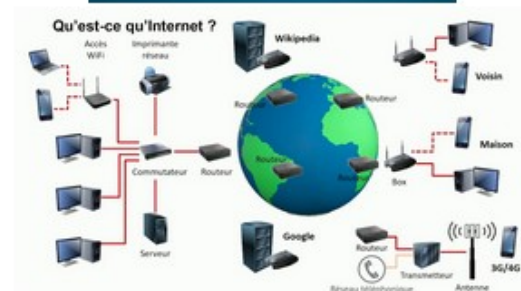 Qu'est-ce qu'Internet ?
Accès
WiFi
Imprimante
réseau
Wikipedia
Voisin
Routeur
Routeur
Maison
Commutateur
Routeur
Routeur
Routeur
Box
Serveur
Google
Routeur
Transmetteur
3G/4G
Réseau téléphonique
Antenne